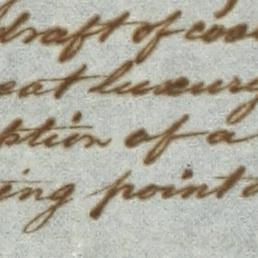 draft of coo
eat luxury
ption of a
ing point